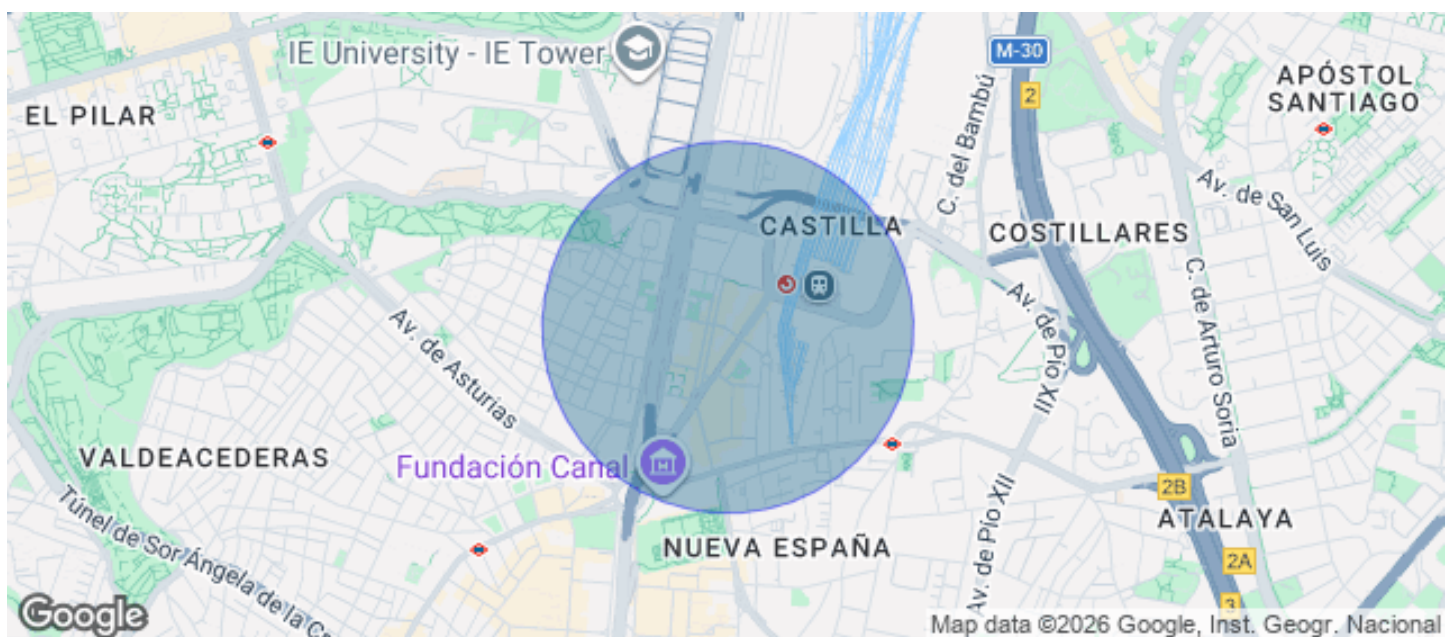 IE University - IE Tower
M-30
2
APÓSTOL
SANTIAGO
EL PILAR
C. del Bambú
Av. de San Luis
CASTILLA
COSTILLARES
Av. de Asturias
Av. de Pío XII
C. de Arturo Soria
VALDEACEDERAS
Fundación Canal
2B
Túnel de Sor Ángela de la Cr
Av. de Pío XII
ATALAYA
NUEVA ESPAÑA
2A
3
Google
Map data ©2026 Google, Inst. Geogr. Nacional